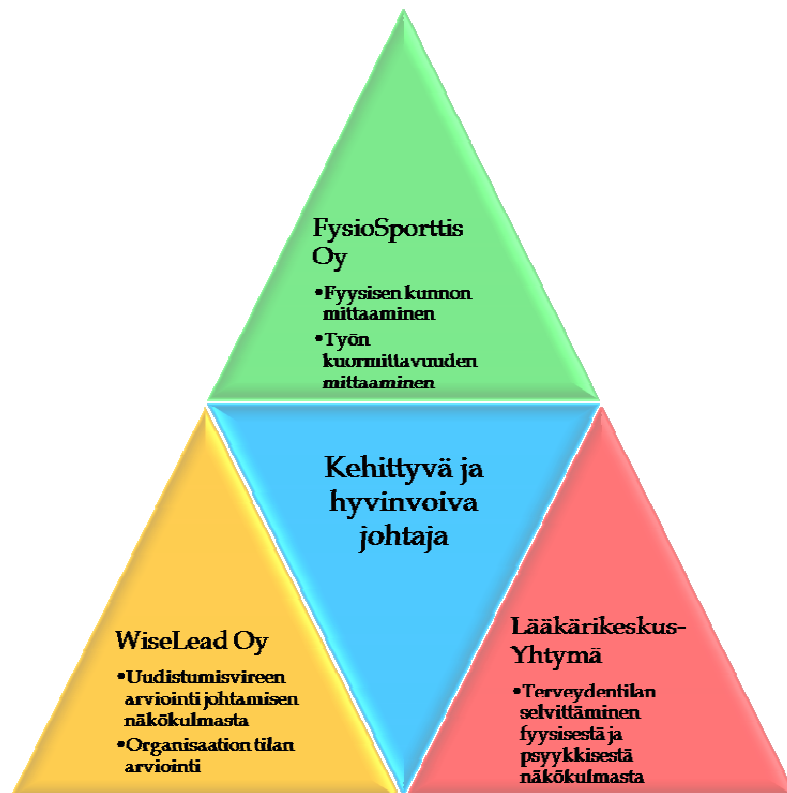 FysioSporttis
Oy
•Fyysisen kunnon
mittaaminen
•Työn
kuormittavuuden
mittaaminen
Kehittyvä ja
hyvinvoiva
johtaja
WiseLead Oy
•Uudistumisvireen
arviointi johtamisen
näkökulmasta
•Organisaation tilan
arviointi
Lääkärikeskus-
Yhtymä
•Terveydentilan
selvittäminen
fyysisestä ja
psyykkisestä
näkökulmasta